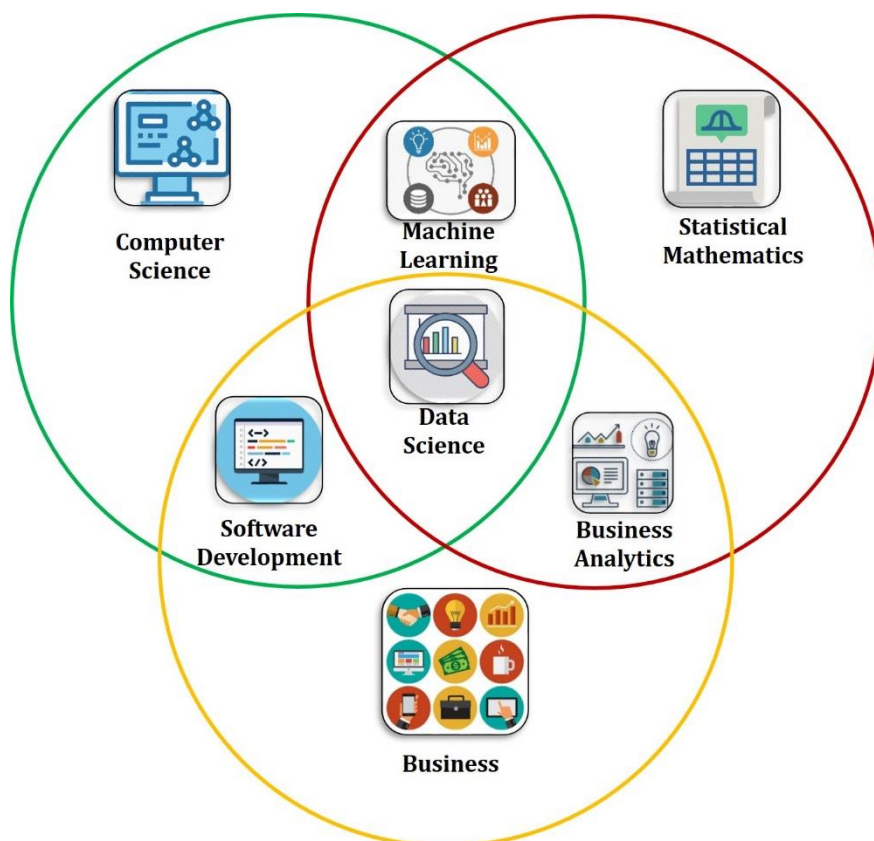 Computer
Science
Machine
Learning
Statistical
Mathematics
Data
Science
<-->
</>
Software
Development
Business
Analytics
Business